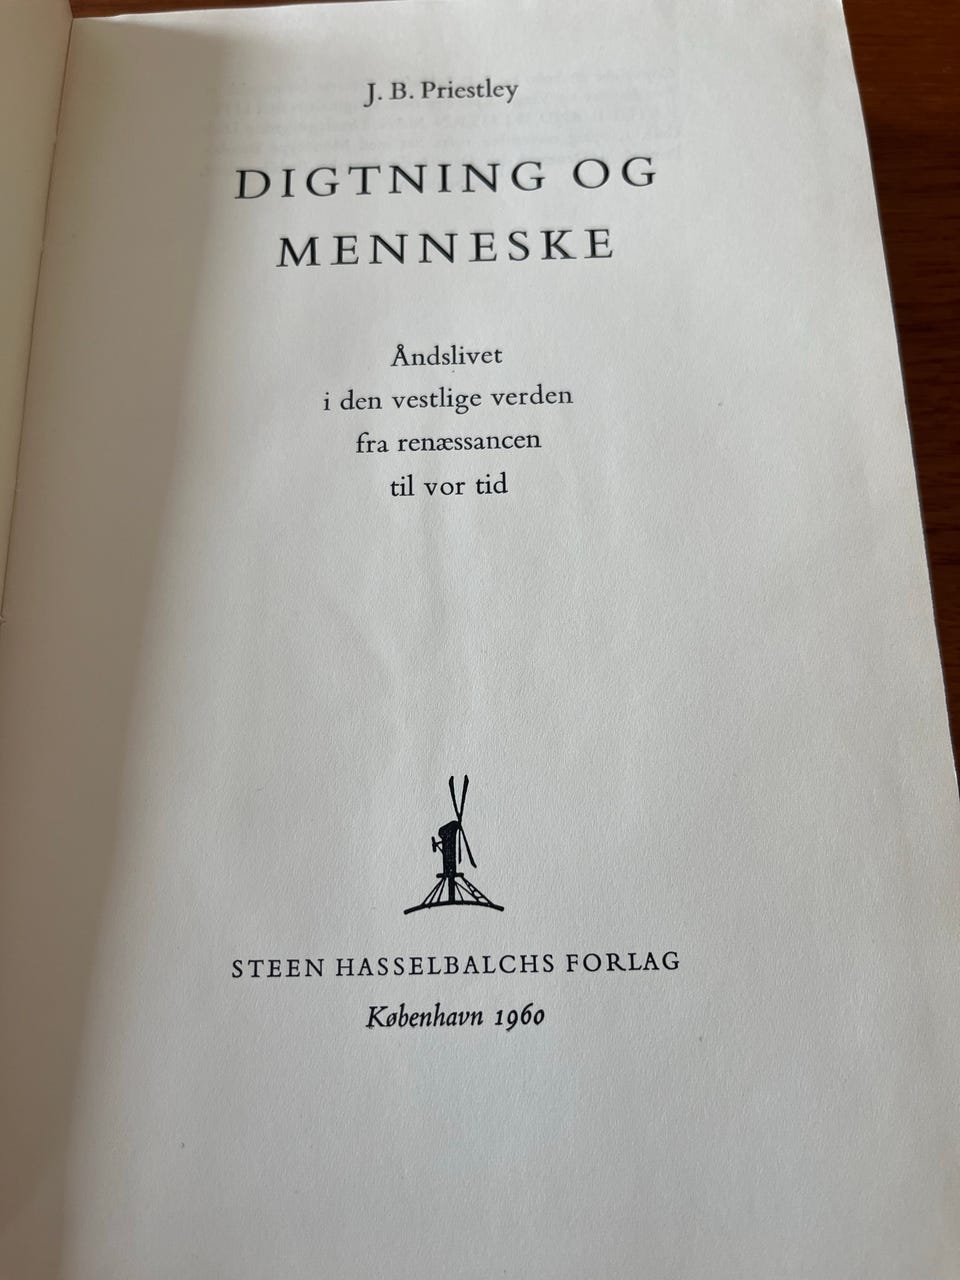 J. B. Priestley
DIGTNING OG
MENNESKE
Åndslivet
i den vestlige verden
fra renæssancen
til vor tid
STEEN HASSELBALCHS FORLAG
København 1960